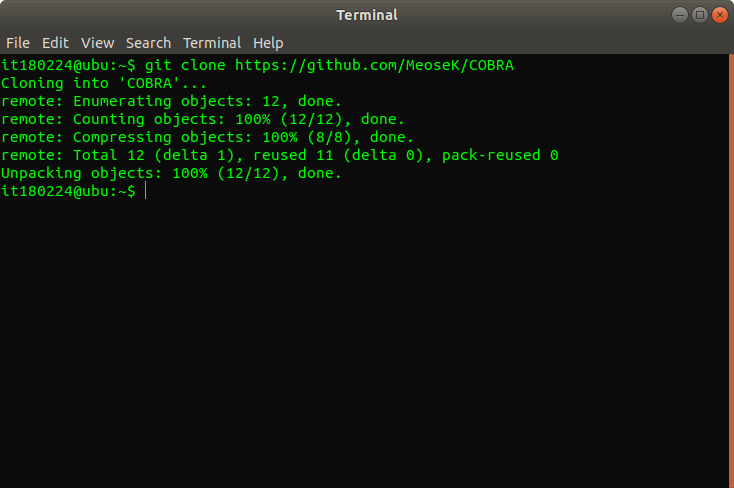 Terminal
File Edit View Search Terminal Help
it180224@ubu:~$ git clone https://github.com/MeoseK/COBRA
Cloning into 'COBRA'...
remote: Enumerating objects: 12, done.
remote: Counting objects: 100% (12/12), done.
remote: Compressing objects: 100% (8/8), done.
remote: Total 12 (delta 1), reused 11 (delta 0), pack-reused 0
Unpacking objects: 100% (12/12), done.
it180224@ubu:~$